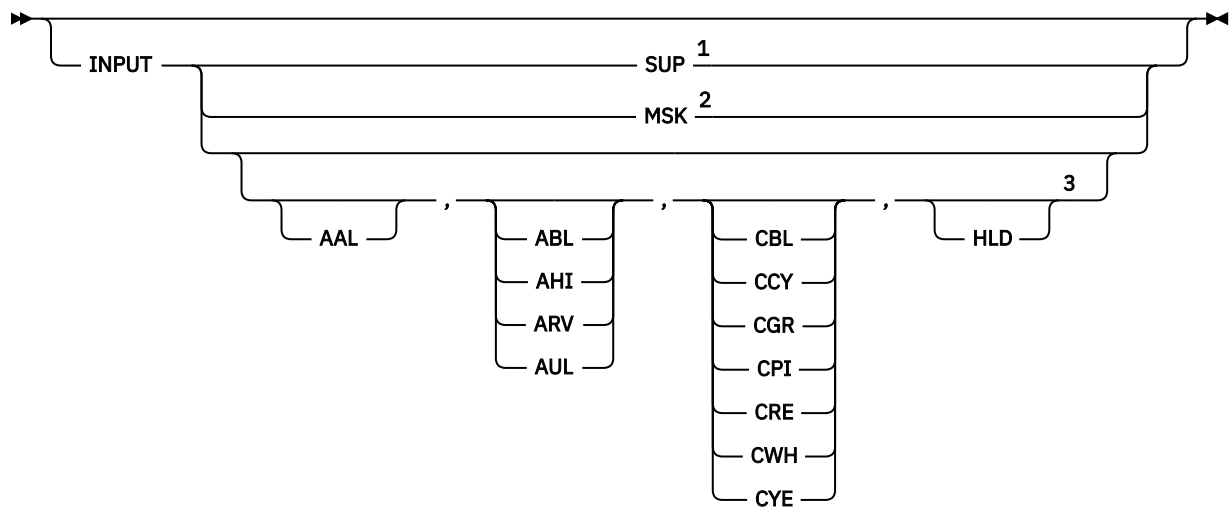 INPUT SUP 1
MSK 2
3
AAL , ABL , CBL , HLD
AHI CCY
ARV CGR
AUL CPI
CRE
CWH
CYE